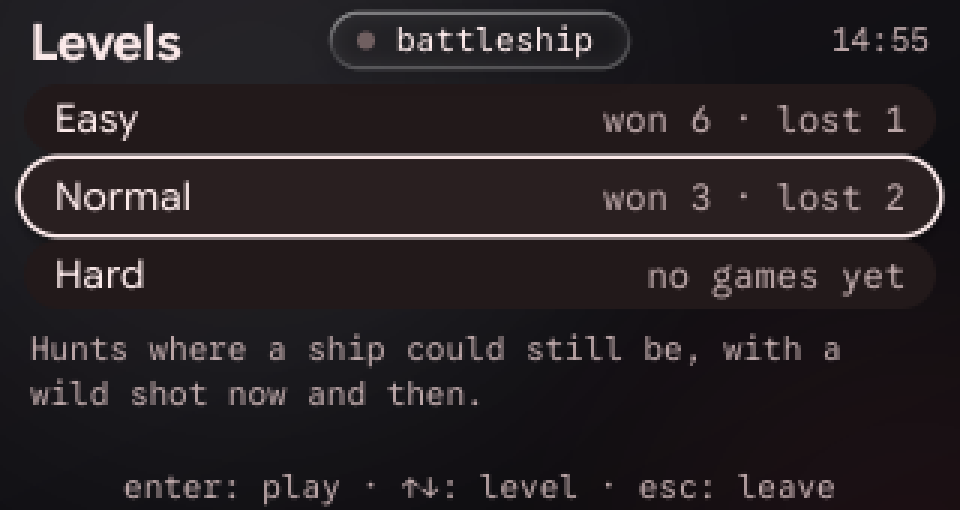 Levels battleship 14:55
Easy won 6 · lost 1
Normal won 3 · lost 2
Hard no games yet
Hunts where a ship could still be, with a
wild shot now and then.
enter: play · ↑↓: level · esc: leave